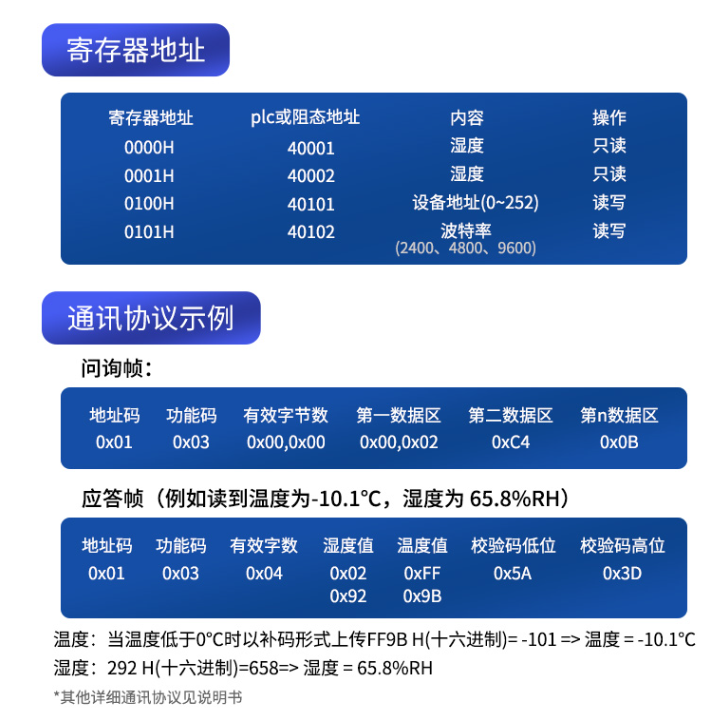 寄存器地址
寄存器地址 plc或阻态地址 内容 操作
0000H 40001 湿度 只读
0001H 40002 湿度 只读
0100H 40101 设备地址(0~252) 读写
0101H 40102 波特率 读写
(2400、4800、9600)
通讯协议示例
问询帧：
地址码 功能码 有效字节数 第一数据区 第二数据区 第n数据区
0x01 0x03 0x00,0x00 0x00,0x02 0xC4 0x0B
应答帧（例如读到温度为-10.1℃，湿度为 65.8%RH）
地址码 功能码 有效字数 湿度值 温度值 校验码低位 校验码高位
0x01 0x03 0x04 0x02 0xFF 0x5A 0x3D
0x92 0x9B
温度：当温度低于0℃时以补码形式上传FF9B H(十六进制)= -101 => 温度 = -10.1℃
湿度：292 H(十六进制)=658=> 湿度 = 65.8%RH
*其他详细通讯协议见说明书